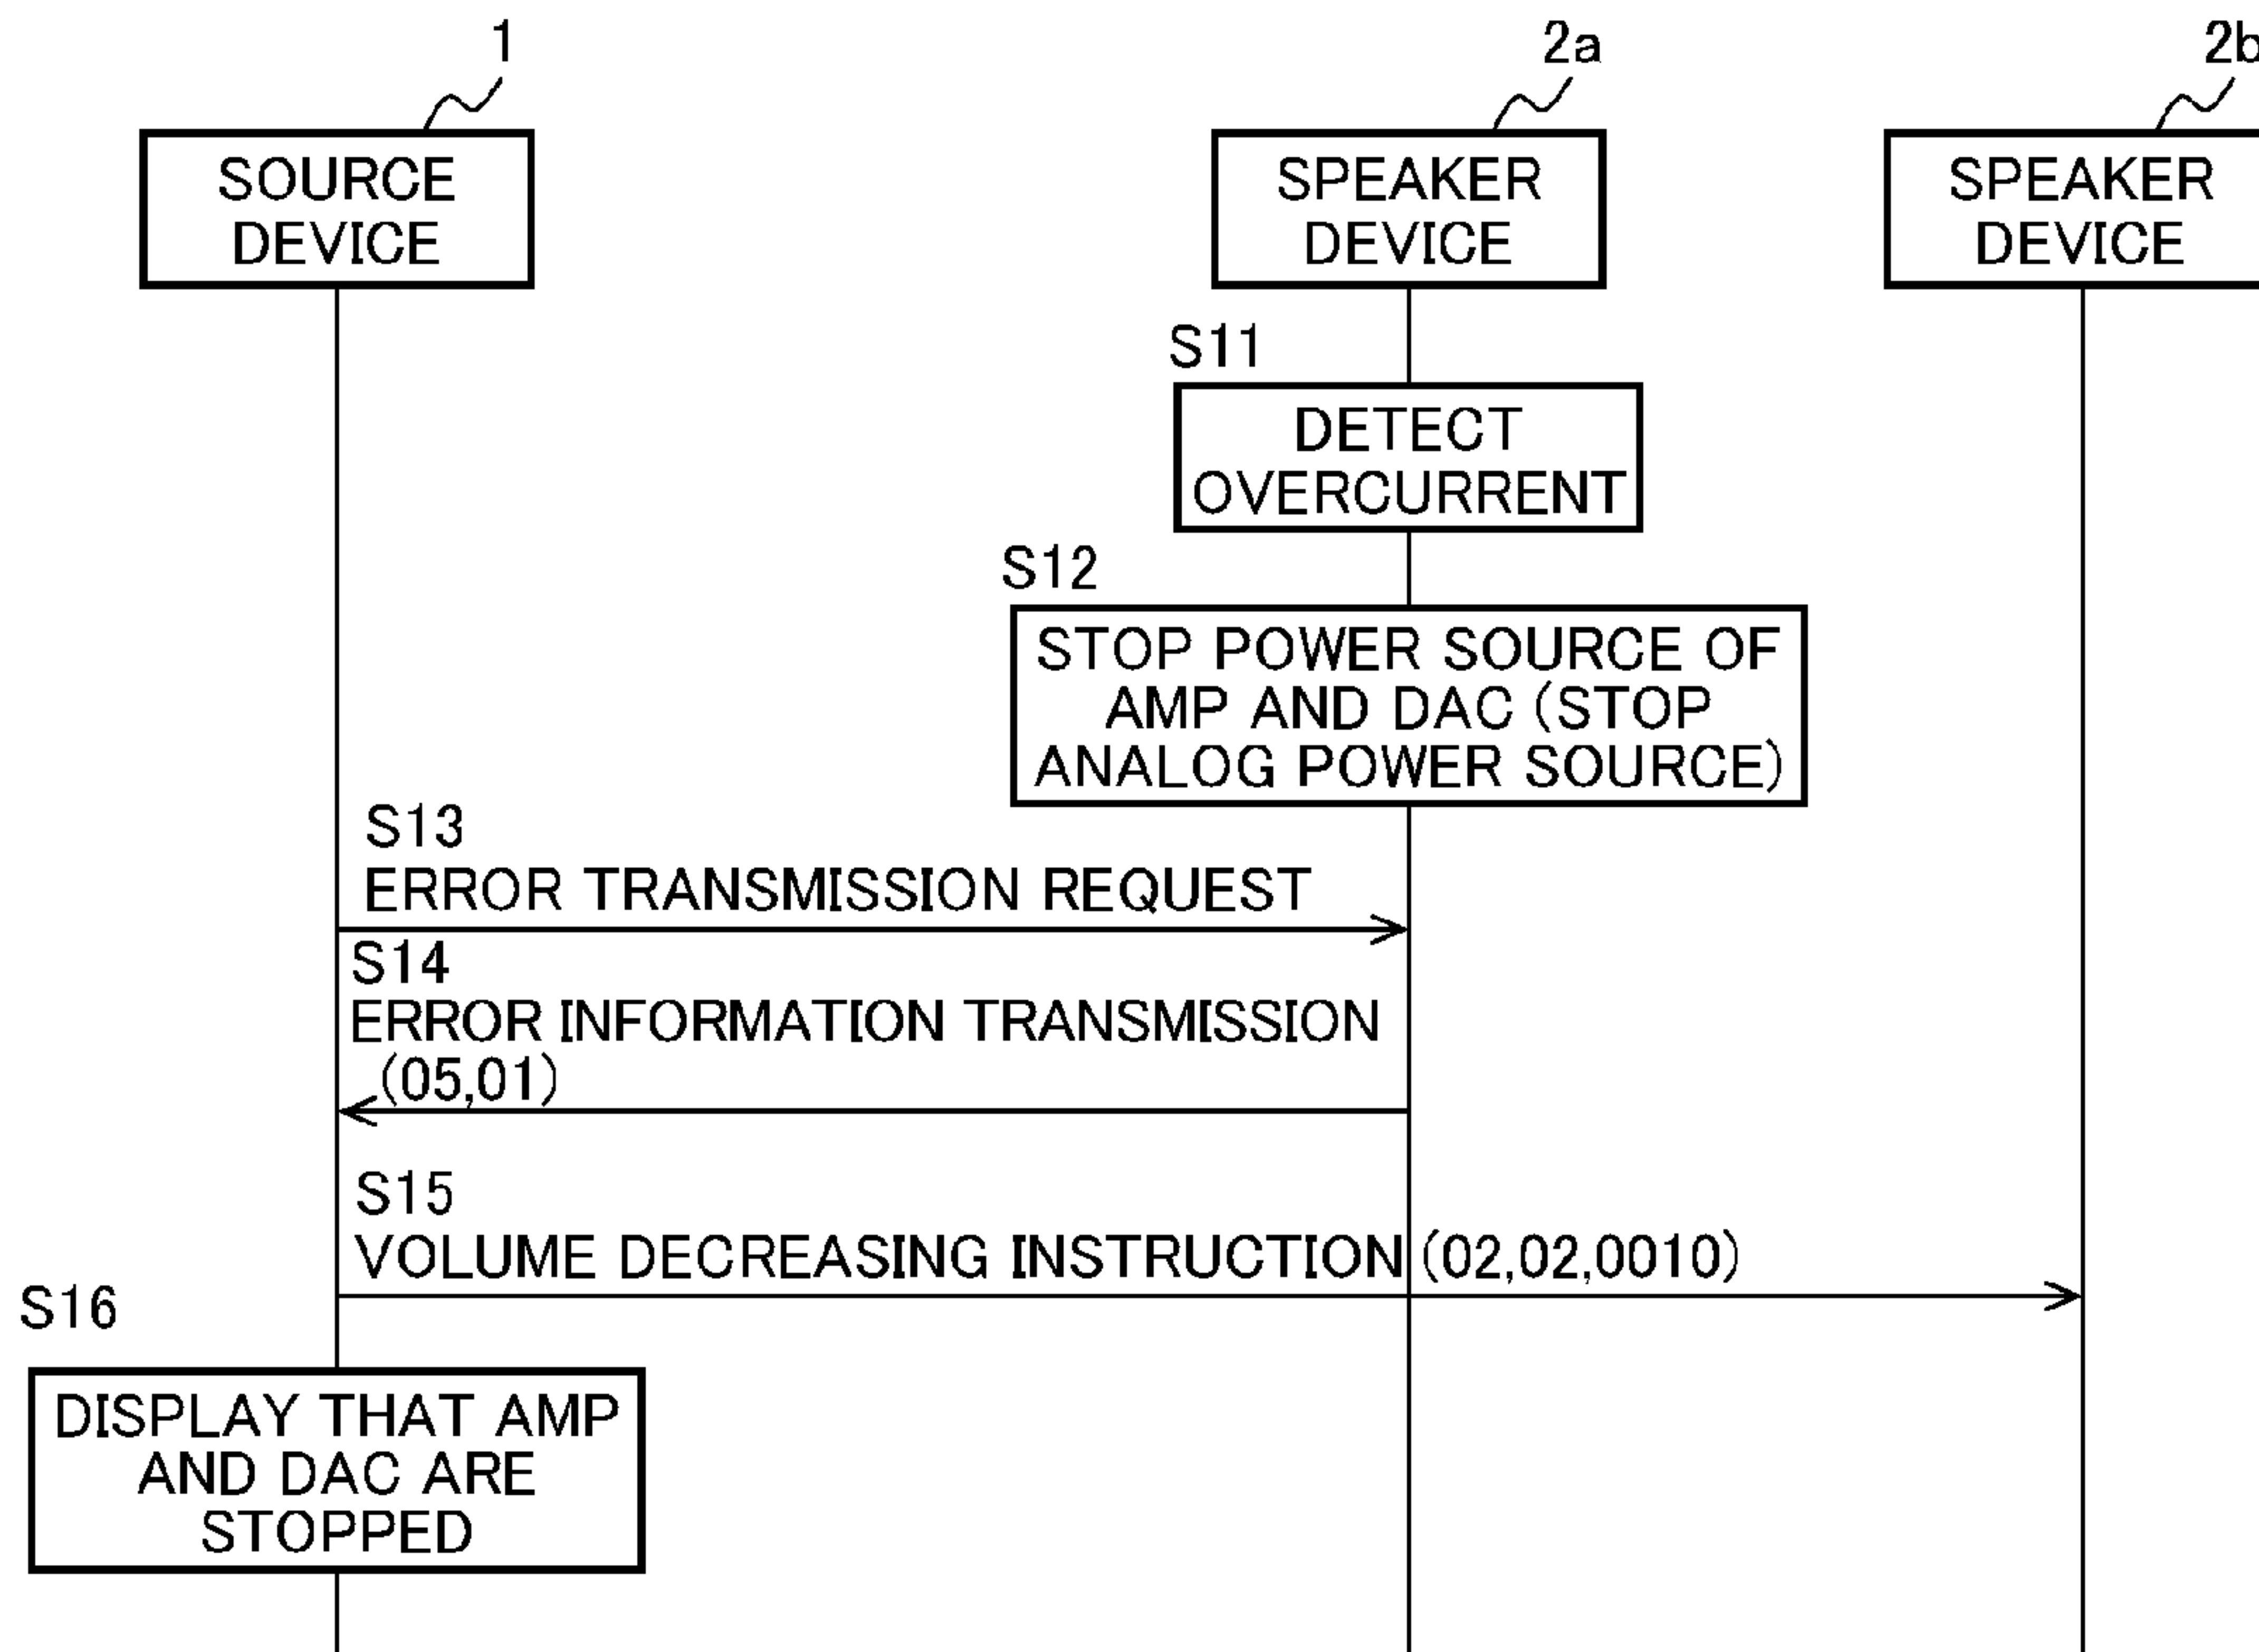 1
2a
2b
SOURCE
DEVICE
SPEAKER
DEVICE
SPEAKER
DEVICE
S11
DETECT
OVERCURRENT
S12
STOP POWER SOURCE OF
AMP AND DAC (STOP
ANALOG POWER SOURCE)
S13
ERROR TRANSMISSION REQUEST
S14
ERROR INFORMATION TRANSMISSION
(05,01)
S15
VOLUME DECREASING INSTRUCTION (02,02,0010)
S16
DISPLAY THAT AMP
AND DAC ARE
STOPPED